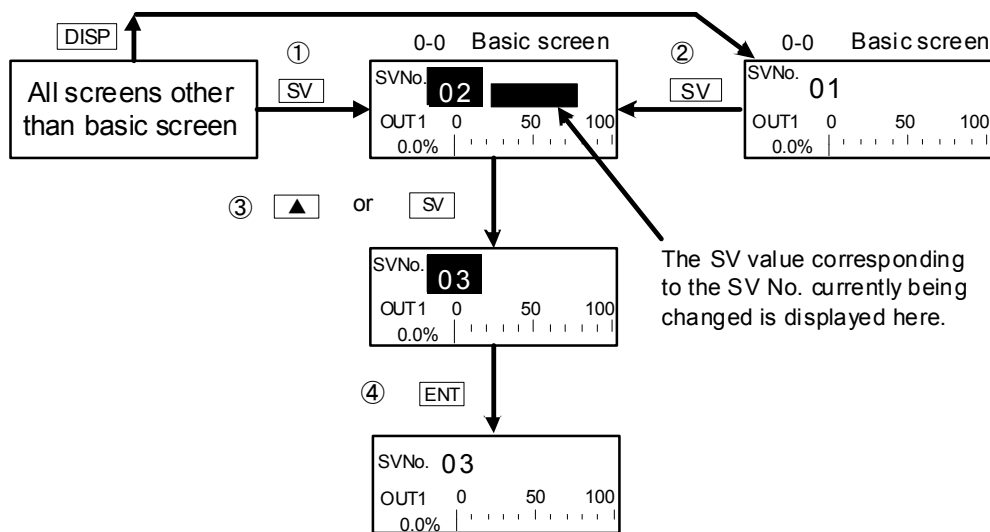 DISP
All screens other
than basic screen
①
SV
0-0 Basic screen
SVNo. 02
OUT1 0 50 100
0.0%
②
SV
0-0 Basic screen
SVNo. 01
OUT1 0 50 100
0.0%
③ ▲ or SV
SVNo. 03
OUT1 0 50 100
0.0%
The SV value corresponding
to the SV No. currently being
changed is displayed here.
④ ENT
SVNo. 03
OUT1 0 50 100
0.0%